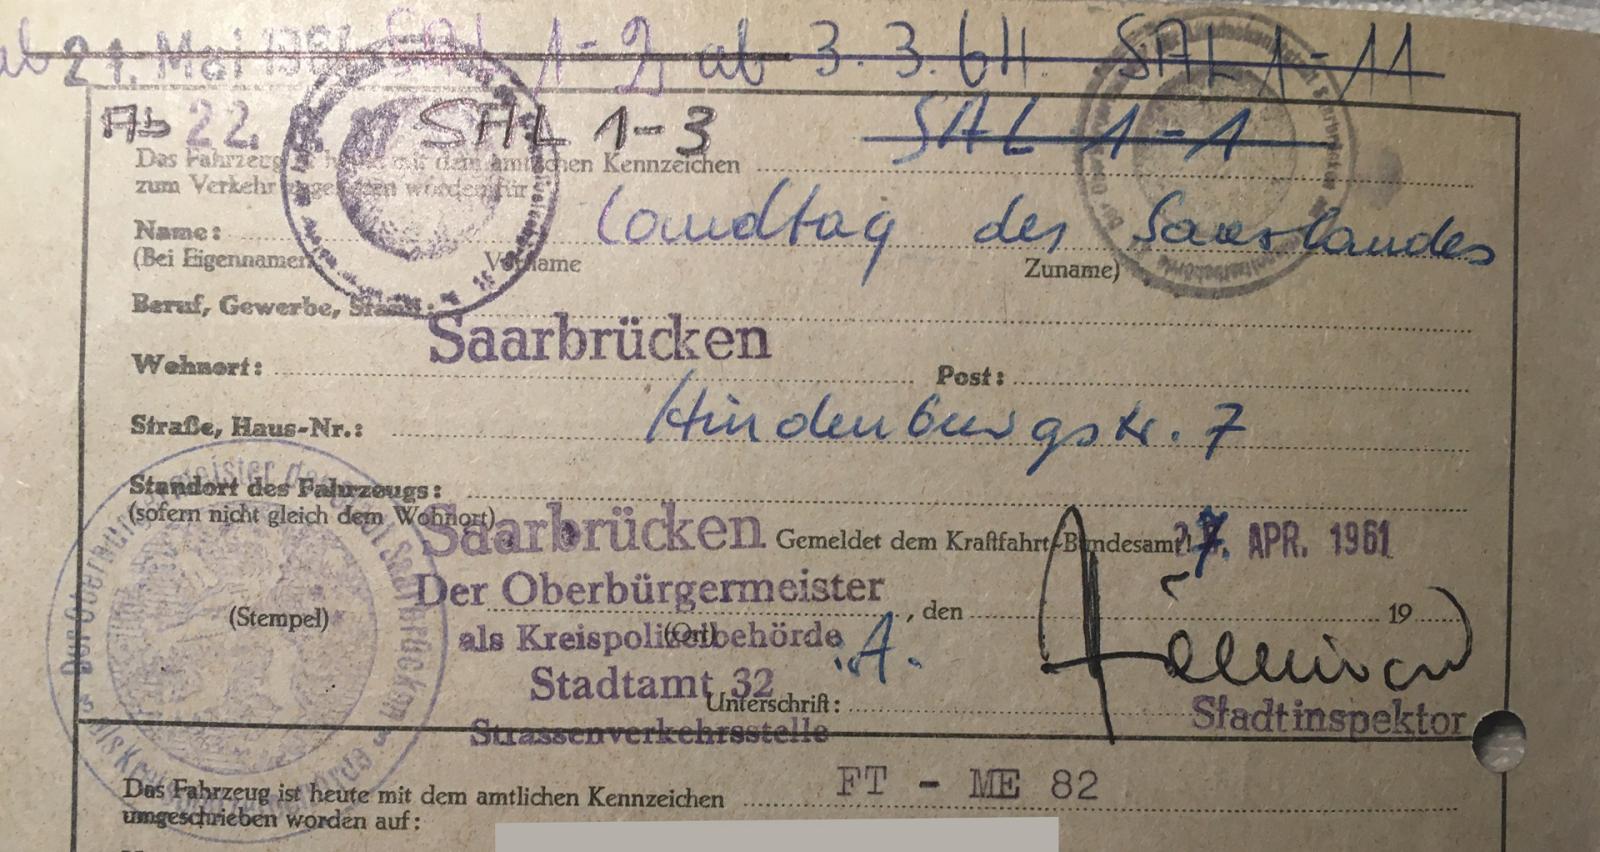 ab 21. Mai 1961 SAL 1-2 ab 3.3.64. SAL 1-11
Ab 22. SAL 1-3 SAL 1-1
Das Fahrzeug ist heute mit dem amtlichen Kennzeichen
zum Verkehr zugelassen worden für
Name: Landtag des Saarlandes
(Bei Eigennamen Vorname Zuname)
Beruf, Gewerbe, Stand:
Saarbrücken
Wohnort: Post:
Straße, Haus-Nr.: Hindenburgstr. 7
Standort des Fahrzeugs:
(sofern nicht gleich dem Wohnort)
Saarbrücken Gemeldet dem Kraftfahrt-Bundesamt APR. 1961
Der Oberbürgermeister , den 19
(Stempel)
als Kreispolizeibehörde (Ort) .A.
Stadtamt 32
Unterschrift: Stadtinspektor
Strassenverkehrsstelle
Das Fahrzeug ist heute mit dem amtlichen Kennzeichen FT - ME 82
umgeschrieben worden auf: